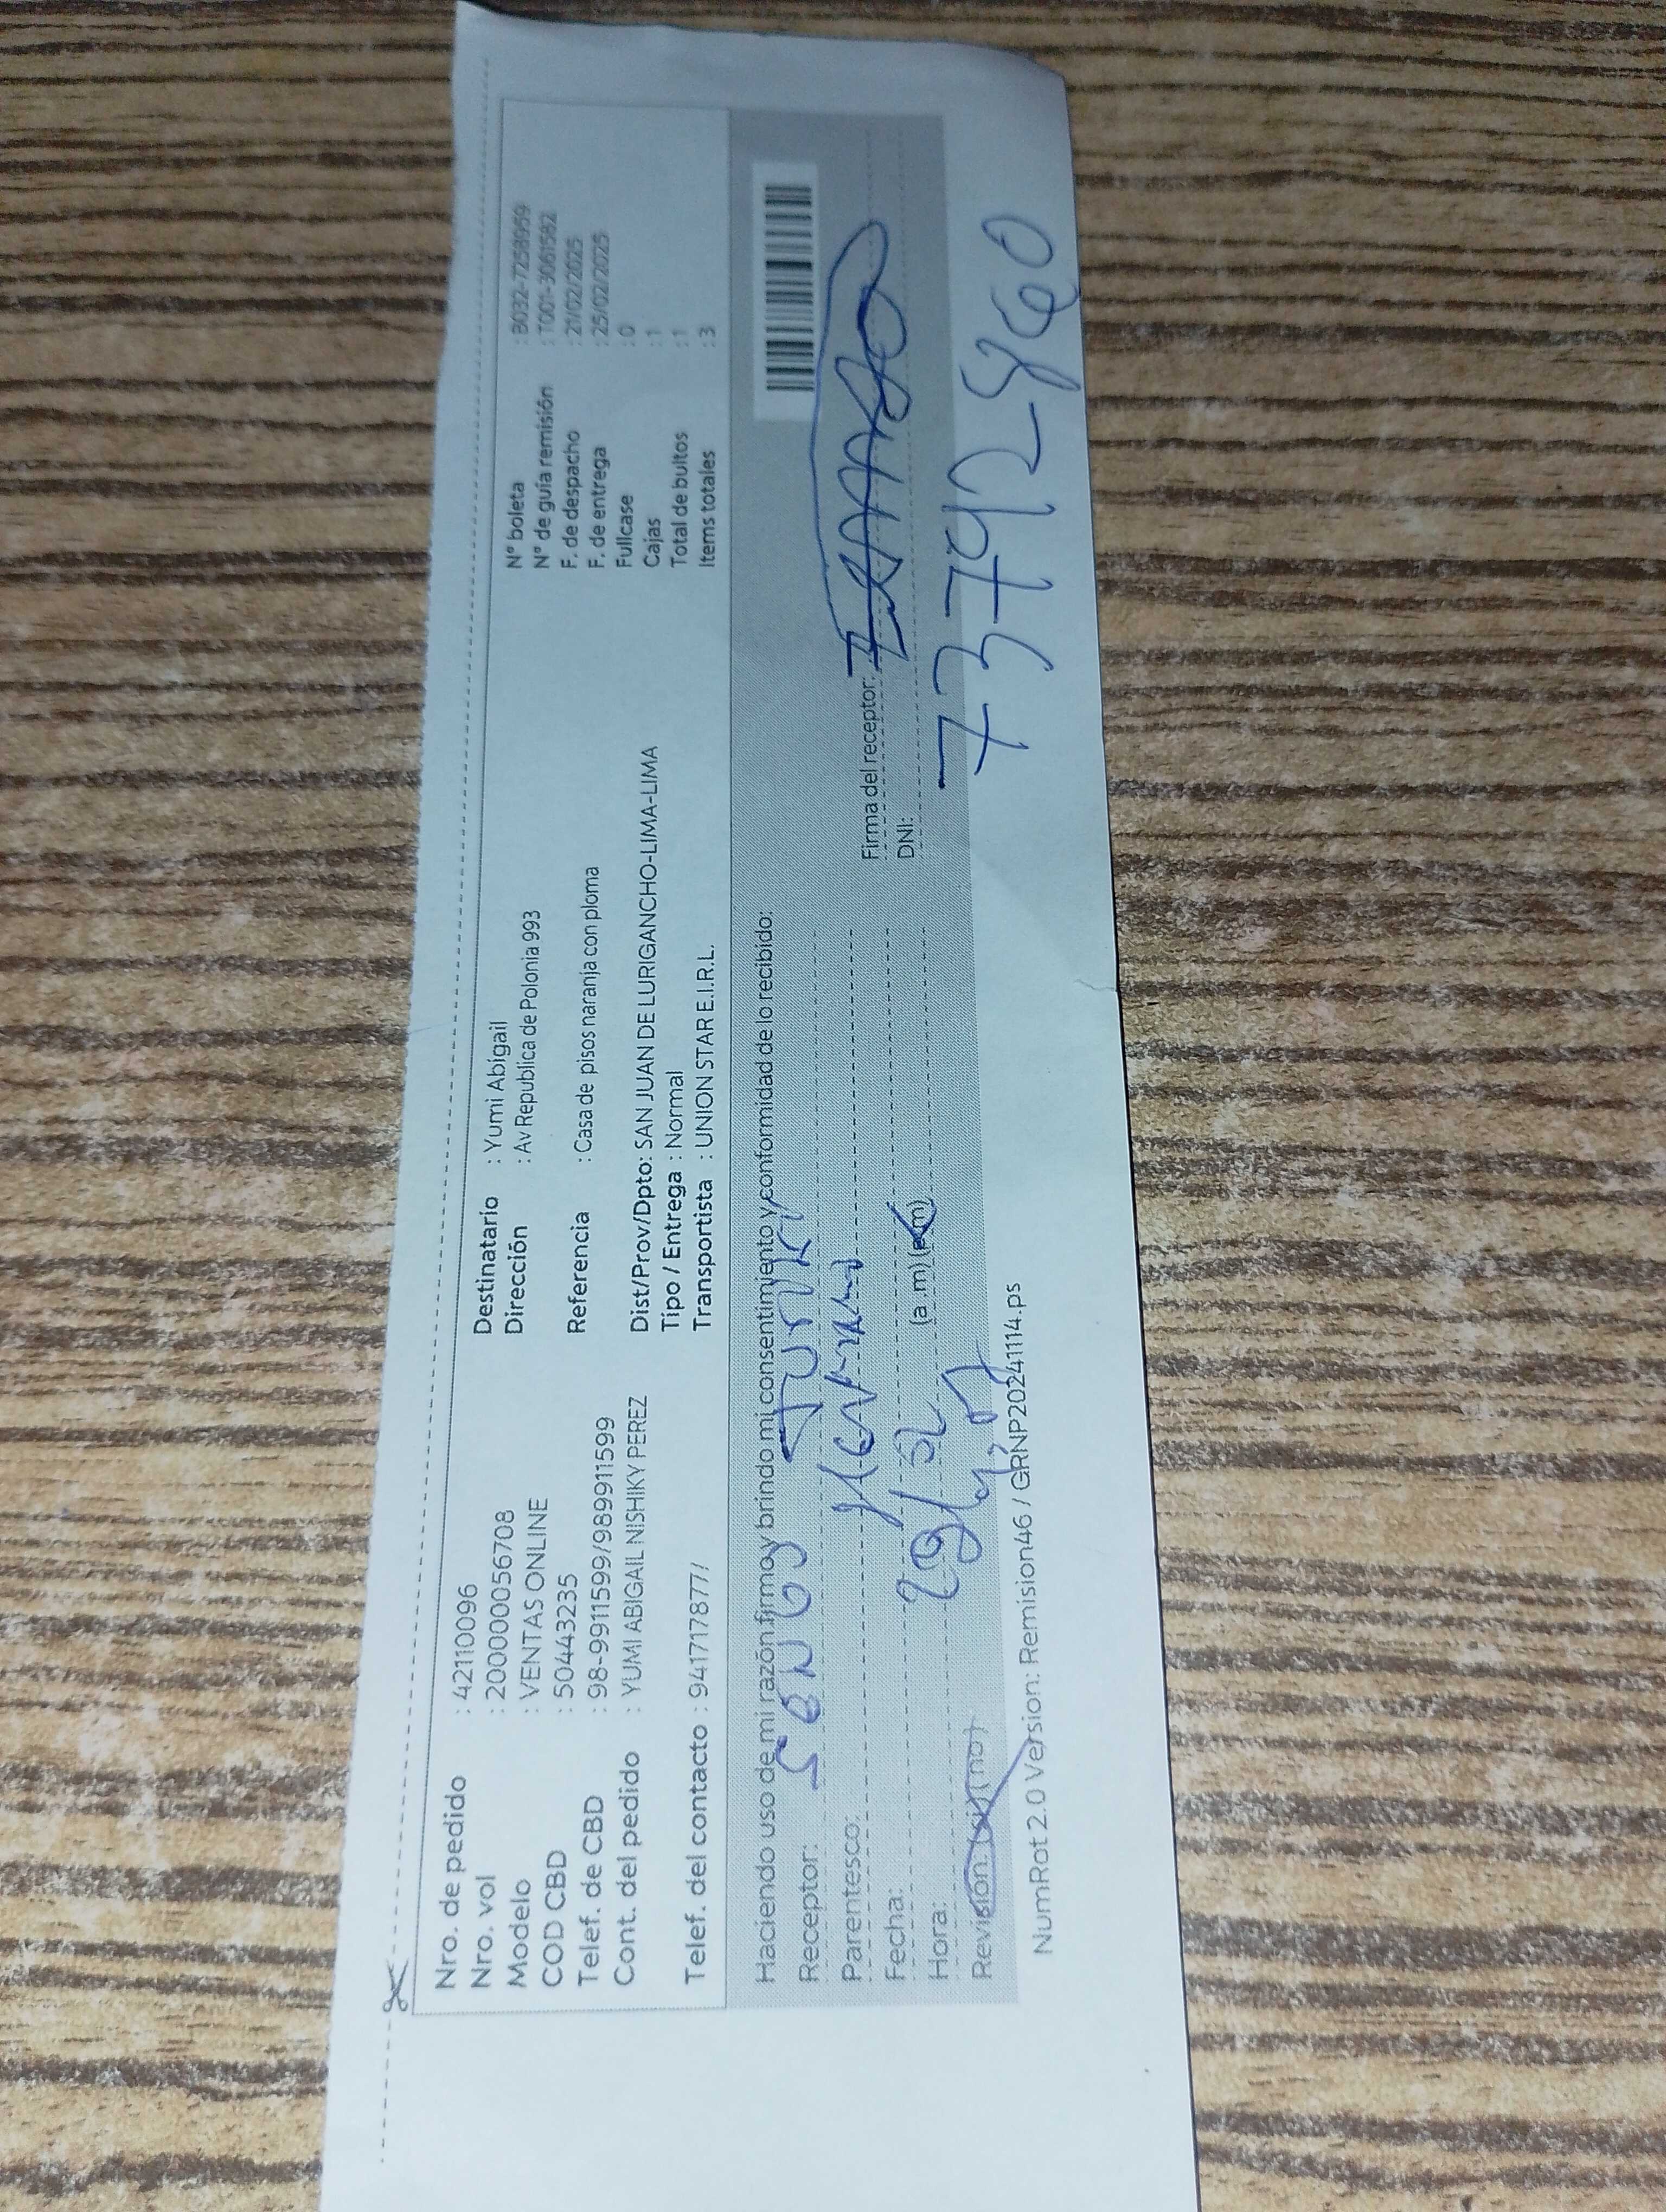 Nro. de pedido : 42110096
Nro. vol : 200000056708
Modelo : VENTAS ONLINE
COD CBD : 50443235
Telef. de CBD : 98-9911599/989911599
Cont. del pedido : YUMI ABIGAIL NISHIKY PEREZ
Telef. del contacto : 941717877/
Destinatario : Yumi Abigail
Dirección : Av Republica de Polonia 993
Referencia : Casa de pisos naranja con ploma
Dist/Prov/Dpto: SAN JUAN DE LURIGANCHO-LIMA-LIMA
Tipo / Entrega : Normal
Transportista : UNION STAR E.I.R.L.
N° boleta : B032-7258959
N° de guía remisión : T001-3061582
F. de despacho : 21/02/2025
F. de entrega : 25/02/2025
Fullcase : 0
Cajas : 1
Total de bultos : 1
Items totales : 3
Haciendo uso de mi razón firmo y brindo mi consentimiento y conformidad de lo recibido:
Receptor:
Parentesco:
Fecha:
Hora: (a.m) (p.m)
Revisión: (si) (no)
Firma del receptor:
DNI:
NumRot 2.0 Version: Remision46 / GRNP20241114.ps